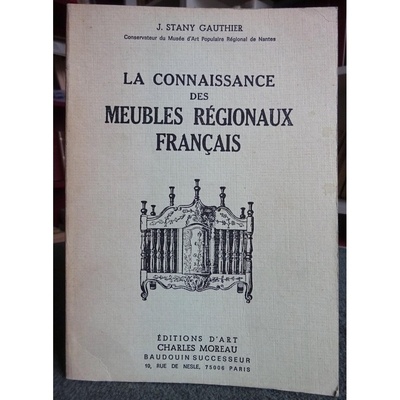 J. STANY GAUTHIER
Conservateur du Musée d'Art Populaire Régional de Nantes
LA CONNAISSANCE
DES
MEUBLES RÉGIONAUX
FRANÇAIS
ÉDITIONS D'ART
CHARLES MOREAU
BAUDOUIN SUCCESSEUR
10, RUE DE NESLE, 75006 PARIS